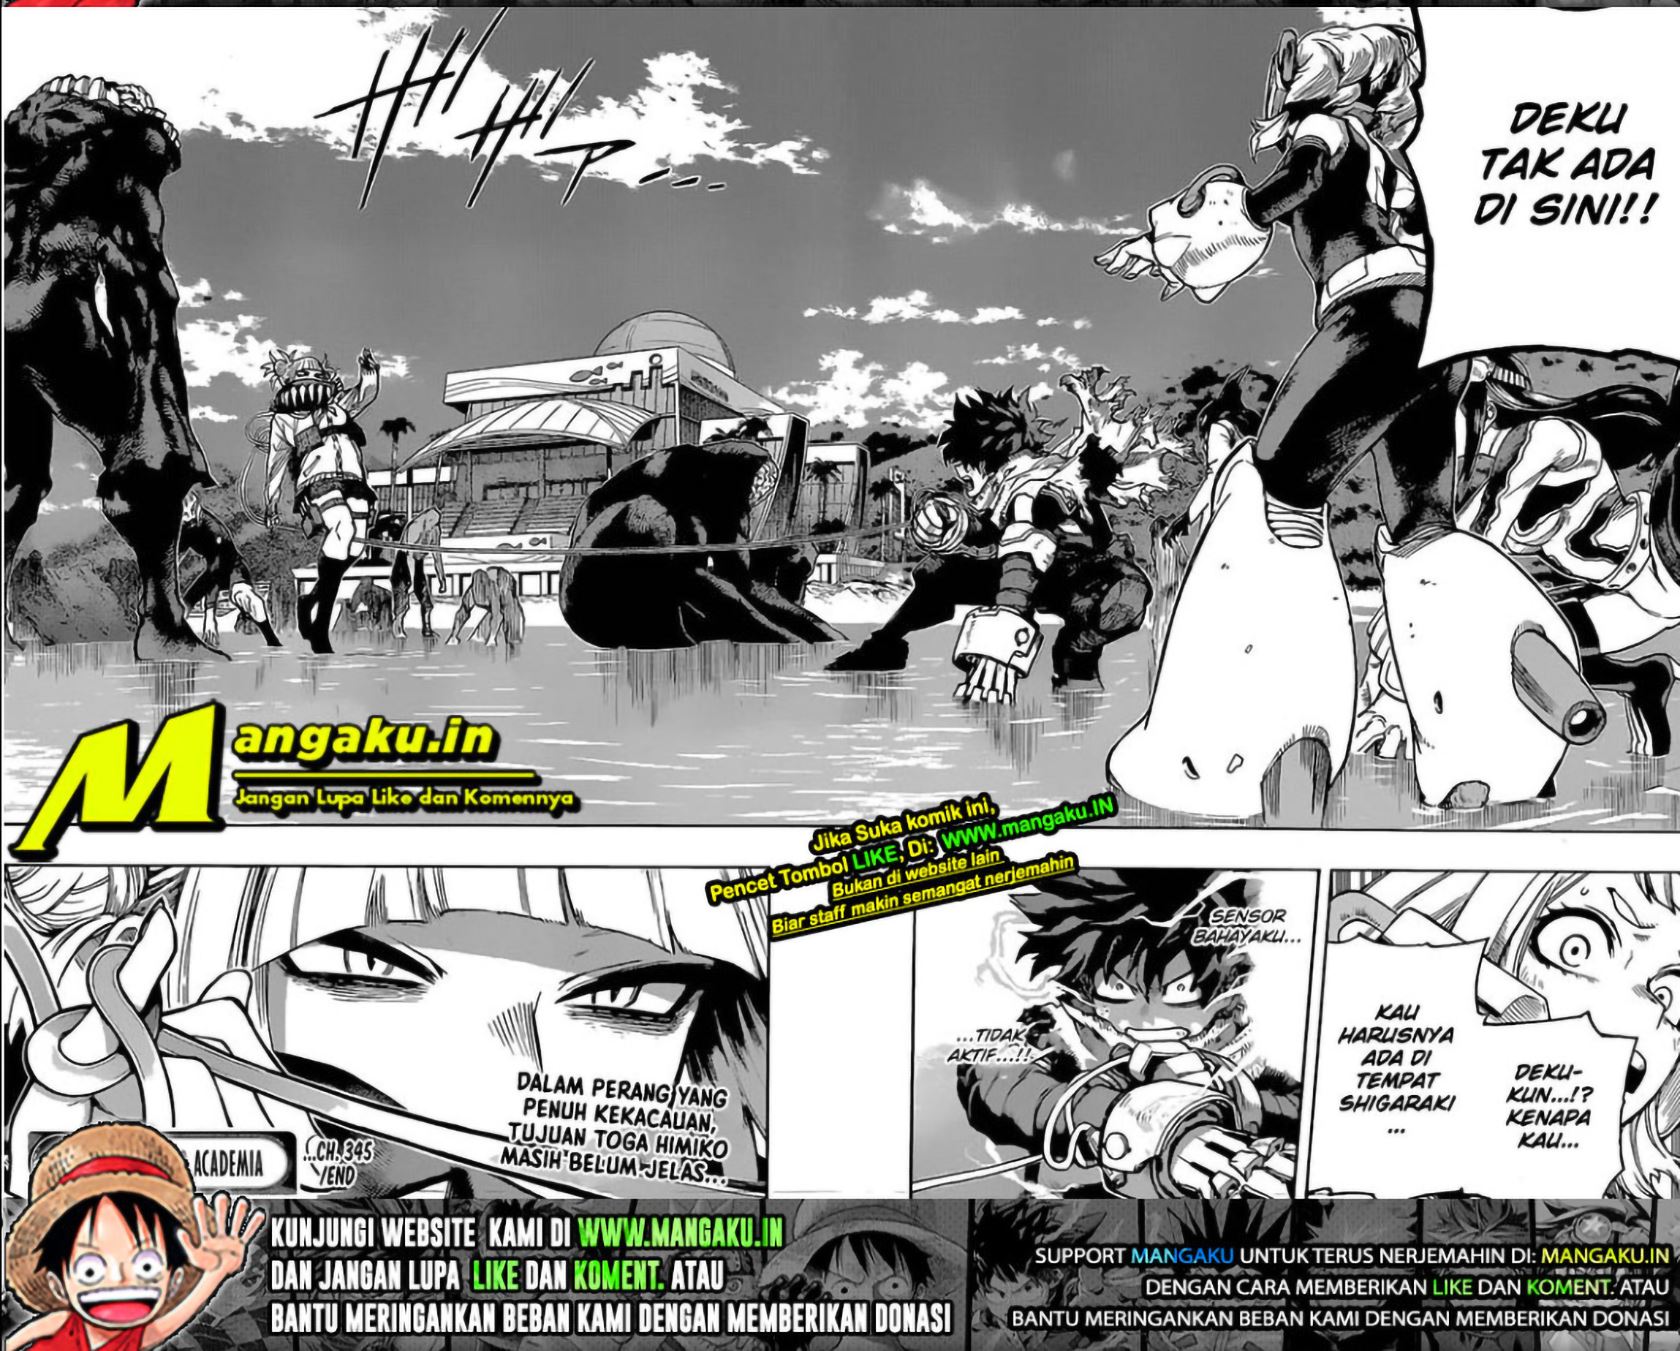 DEKU
TAK ADA
DI SINI!!
angaku.in
Jangan Lupa Like dan Komennya
Jika Suka komik ini,
Pencet Tombol LIKE, Di: WWW.mangaku.IN
Bukan di website lain
Biar staff makin semangat nerjemahin
DEKU-
KUN...!?
KENAPA
KAU...
KAU
HARUSNYA
ADA DI
TEMPAT
SHIGARAKI
...
SENSOR
BAHAYAKU...
...TIDAK
AKTIF...!!
DALAM PERANG YANG
PENUH KEKACAUAN,
TUJUAN TOGA HIMIKO
MASIH BELUM JELAS...
ACADEMIA
...CH.345
/END
KUNJUNGI WEBSITE KAMI DI WWW.MANGAKU.IN
DAN JANGAN LUPA LIKE DAN KOMENT. ATAU
BANTU MERINGANKAN BEBAN KAMI DENGAN MEMBERIKAN DONASI
SUPPORT MANGAKU UNTUK TERUS NERJEMAHIN DI: MANGAKU.IN
DENGAN CARA MEMBERIKAN LIKE DAN KOMENT. ATAU
BANTU MERINGANKAN BEBAN KAMI DENGAN MEMBERIKAN DONASI